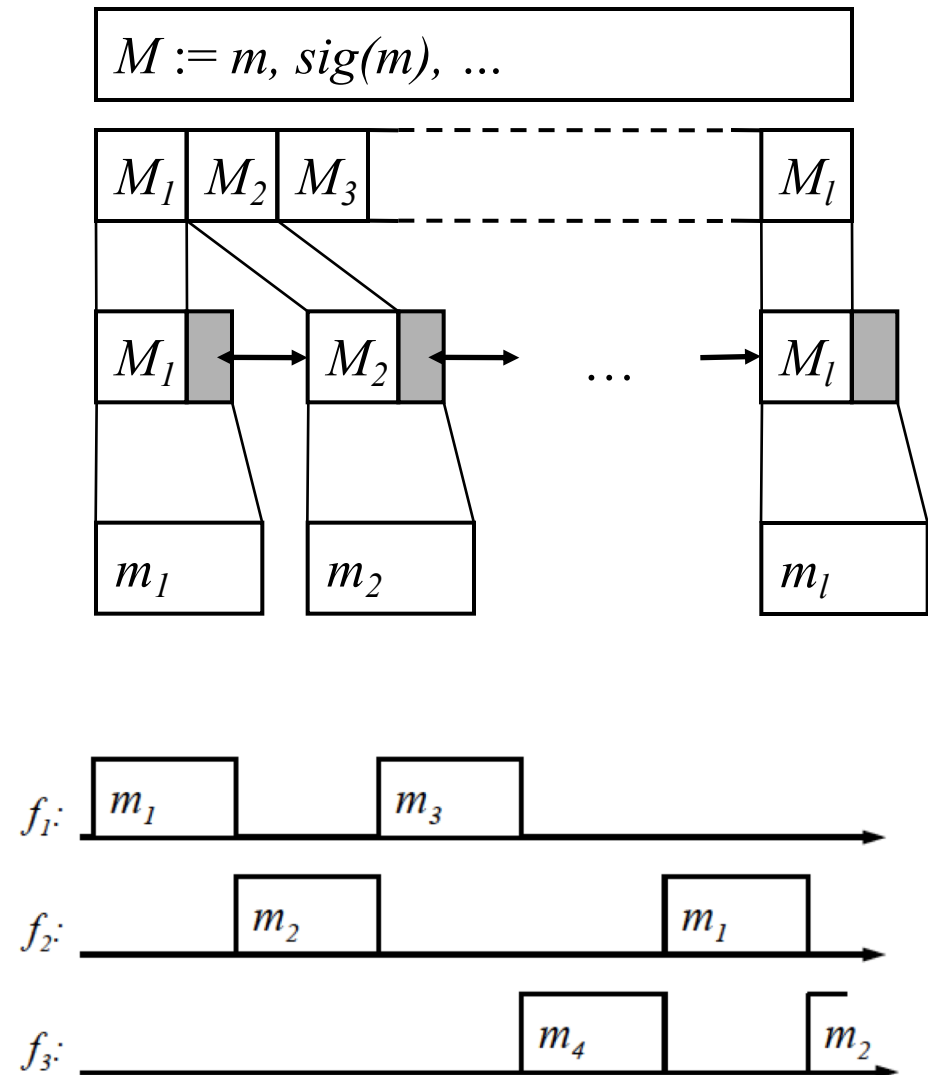 M := m, sig(m), ...
M₁ M₂ M₃ Mₗ
M₁ M₂ ... Mₗ
m₁ m₂ mₗ
f₁: m₁ m₃
f₂: m₂ m₁
f₃: m₄ m₂